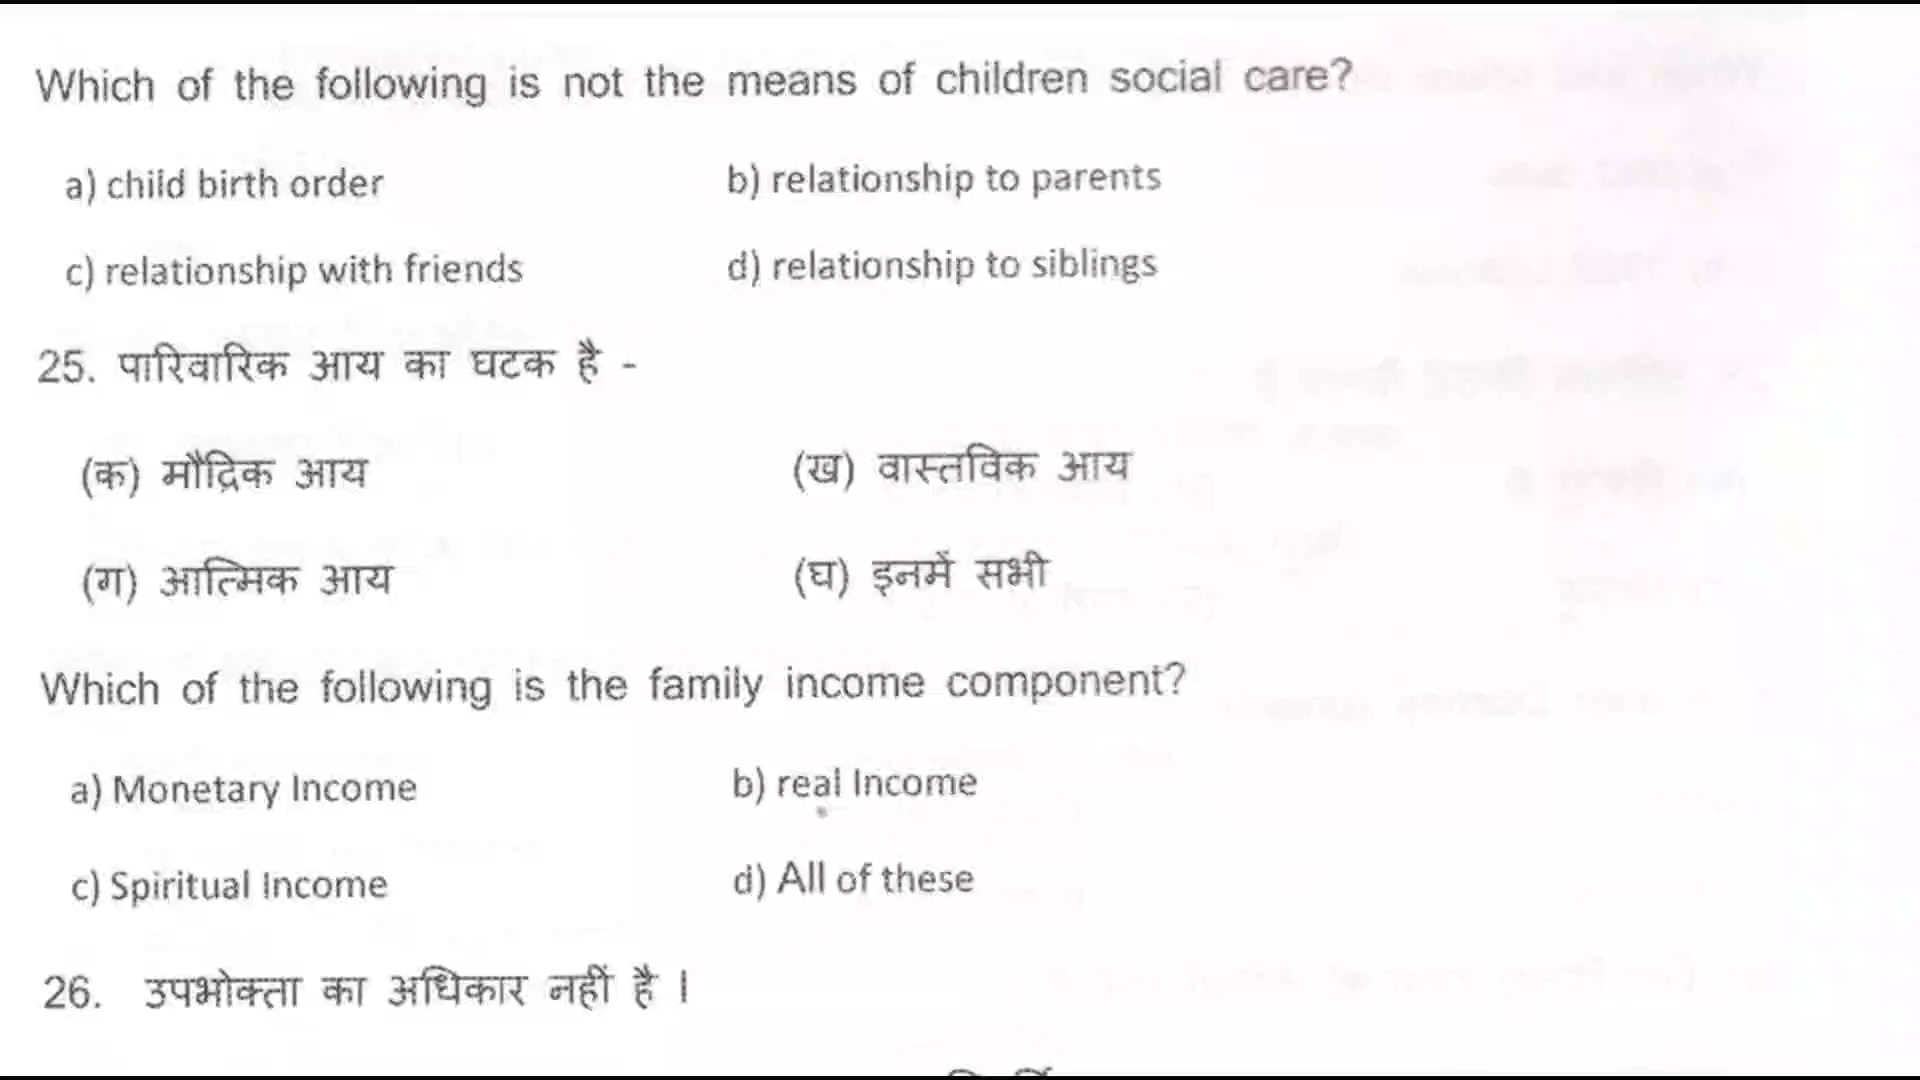 Which of the following is not the means of children social care?
a) child birth order b) relationship to parents
c) relationship with friends d) relationship to siblings
25. पारिवारिक आय का घटक है -
(क) मौद्रिक आय (ख) वास्तविक आय
(ग) आत्मिक आय (घ) इनमें सभी
Which of the following is the family income component?
a) Monetary Income b) real Income
c) Spiritual Income d) All of these
26. उपभोक्ता का अधिकार नहीं है ।